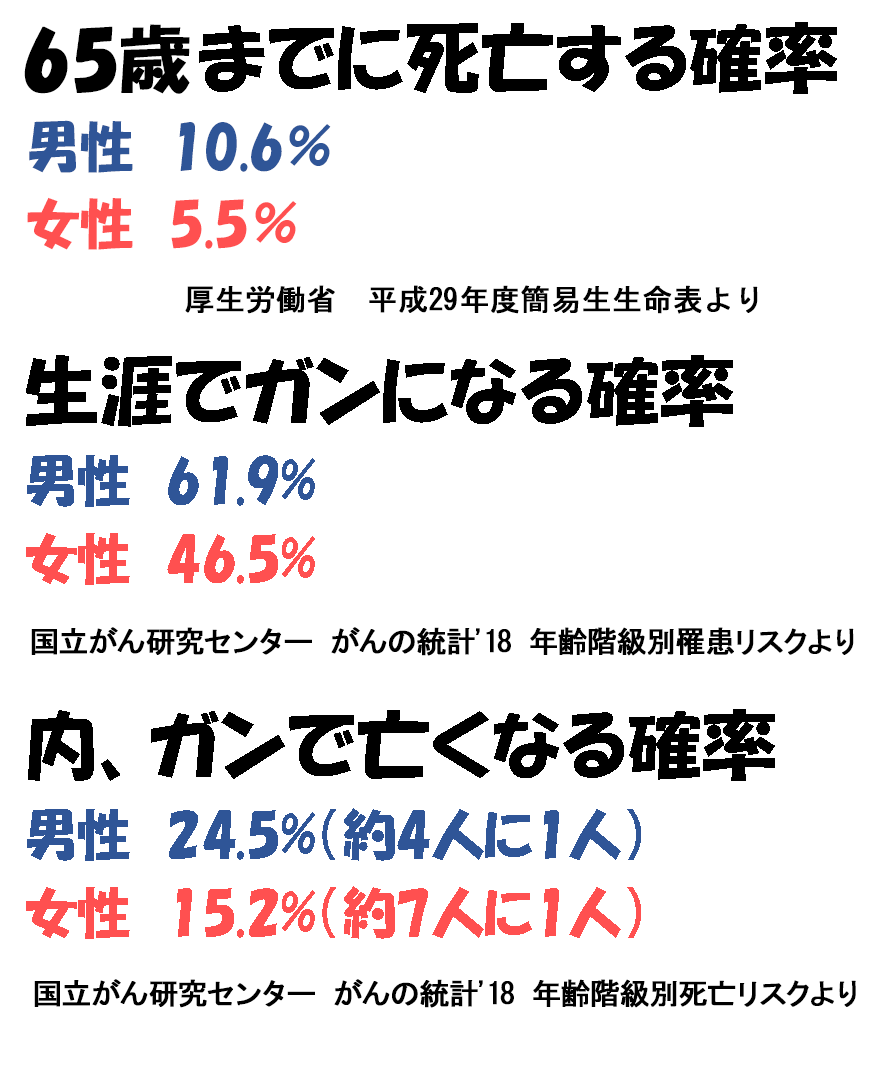 65歳までに死亡する確率
男性　10.6%
女性　5.5%
厚生労働省　平成29年度簡易生生命表より
生涯でガンになる確率
男性　61.9%
女性　46.5%
国立がん研究センター　がんの統計'18　年齢階級別罹患リスクより
内、ガンで亡くなる確率
男性　24.5%(約4人に1人)
女性　15.2%(約7人に1人)
国立がん研究センター　がんの統計'18　年齢階級別死亡リスクより